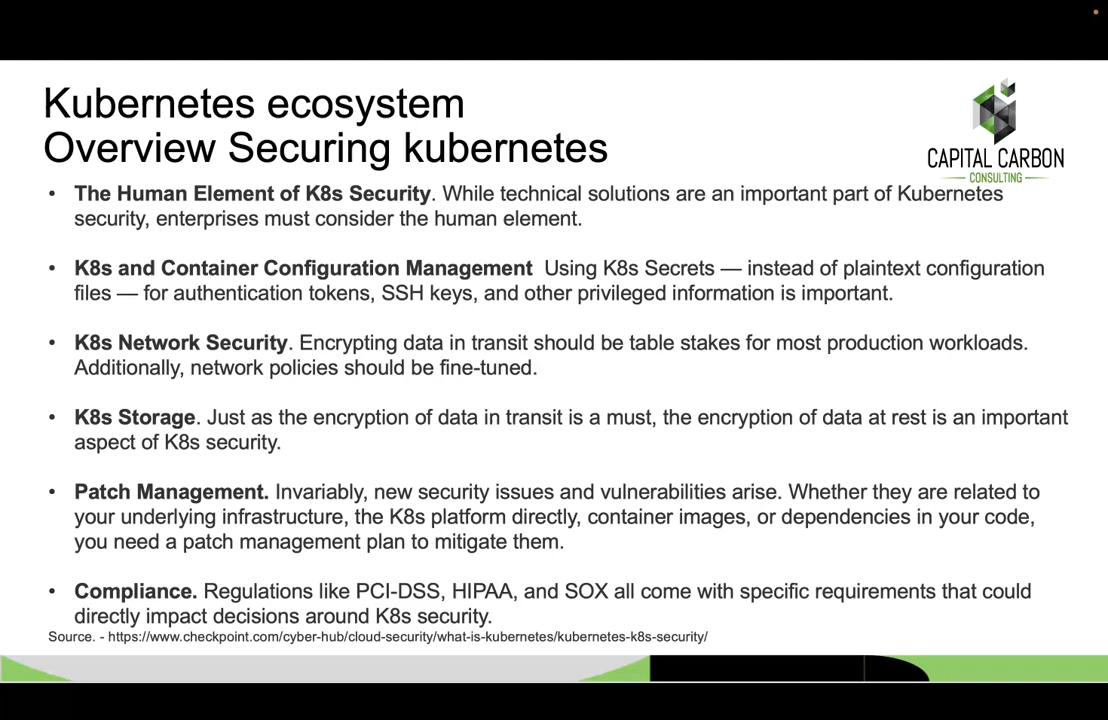 Kubernetes ecosystem
Overview Securing kubernetes
CAPITAL CARBON
CONSULTING
• The Human Element of K8s Security. While technical solutions are an important part of Kubernetes
security, enterprises must consider the human element.
• K8s and Container Configuration Management  Using K8s Secrets — instead of plaintext configuration
files — for authentication tokens, SSH keys, and other privileged information is important.
• K8s Network Security. Encrypting data in transit should be table stakes for most production workloads.
Additionally, network policies should be fine-tuned.
• K8s Storage. Just as the encryption of data in transit is a must, the encryption of data at rest is an important
aspect of K8s security.
• Patch Management. Invariably, new security issues and vulnerabilities arise. Whether they are related to
your underlying infrastructure, the K8s platform directly, container images, or dependencies in your code,
you need a patch management plan to mitigate them.
• Compliance. Regulations like PCI-DSS, HIPAA, and SOX all come with specific requirements that could
directly impact decisions around K8s security.
Source. - https://www.checkpoint.com/cyber-hub/cloud-security/what-is-kubernetes/kubernetes-k8s-security/